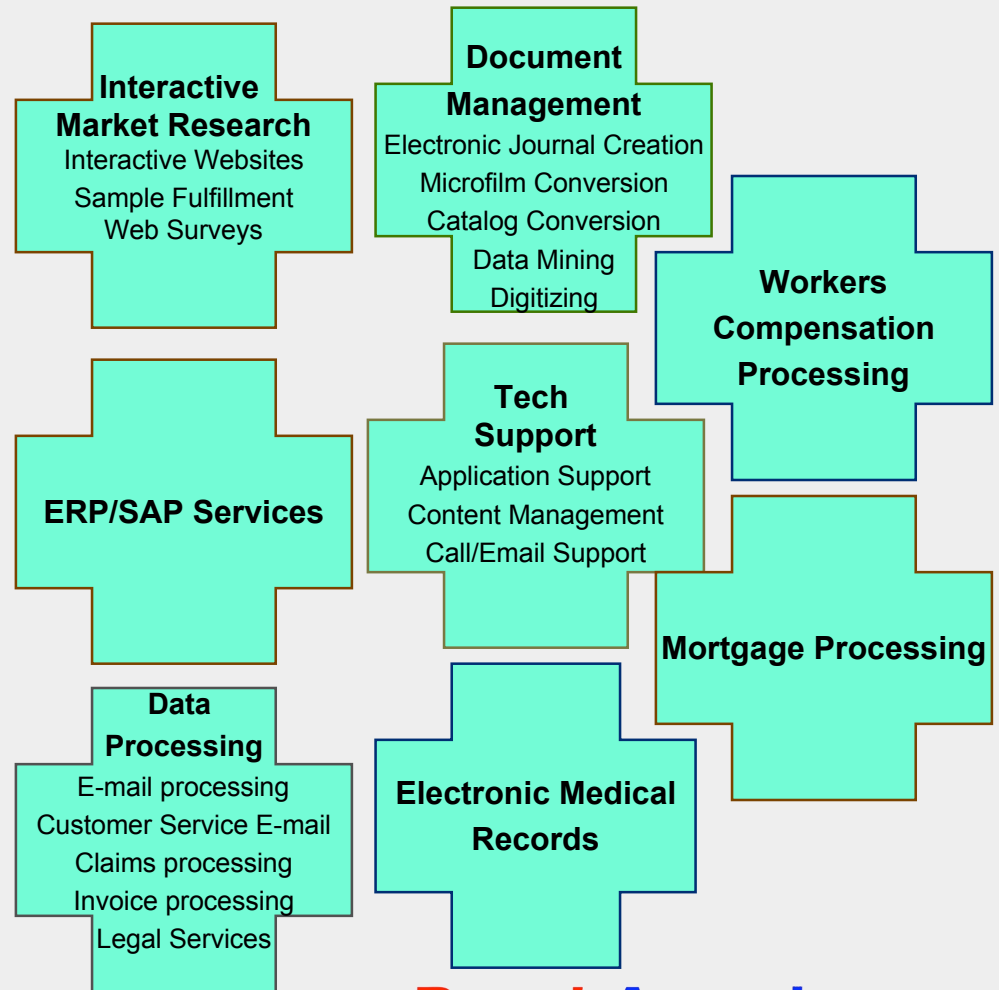 Interactive
Market Research
Interactive Websites
Sample Fulfillment
Web Surveys
Document
Management
Electronic Journal Creation
Microfilm Conversion
Catalog Conversion
Data Mining
Digitizing
Workers
Compensation
Processing
ERP/SAP Services
Tech
Support
Application Support
Content Management
Call/Email Support
Mortgage Processing
Data
Processing
E-mail processing
Customer Service E-mail
Claims processing
Invoice processing
Legal Services
Electronic Medical
Records